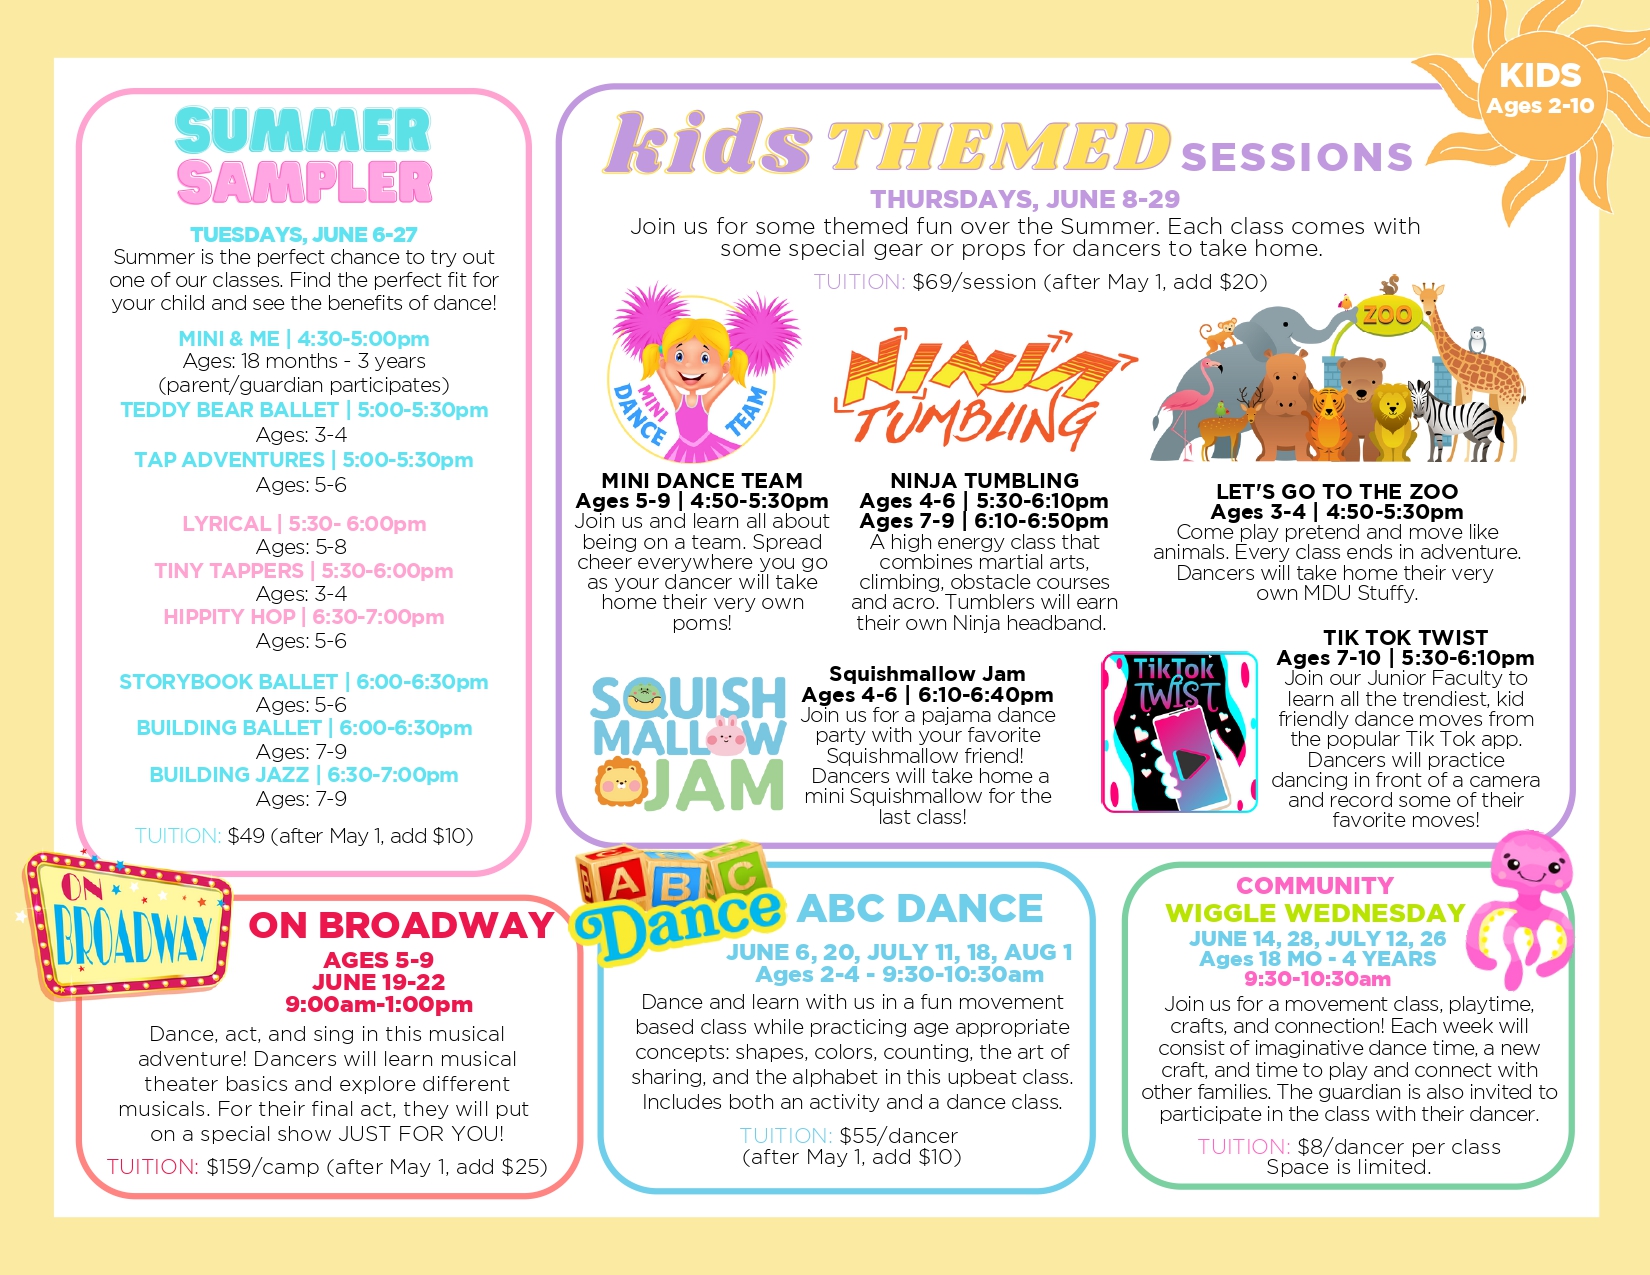 KIDS
Ages 2-10
SUMMER
SAMPLER
TUESDAYS, JUNE 6-27
Summer is the perfect chance to try out
one of our classes. Find the perfect fit for
your child and see the benefits of dance!
MINI & ME | 4:30-5:00pm
Ages: 18 months - 3 years
(parent/guardian participates)
TEDDY BEAR BALLET | 5:00-5:30pm
Ages: 3-4
TAP ADVENTURES | 5:00-5:30pm
Ages: 5-6
LYRICAL | 5:30- 6:00pm
Ages: 5-8
TINY TAPPERS | 5:30-6:00pm
Ages: 3-4
HIPPITY HOP | 6:30-7:00pm
Ages: 5-6
STORYBOOK BALLET | 6:00-6:30pm
Ages: 5-6
BUILDING BALLET | 6:00-6:30pm
Ages: 7-9
BUILDING JAZZ | 6:30-7:00pm
Ages: 7-9
TUITION: $49 (after May 1, add $10)
kids THEMED SESSIONS
THURSDAYS, JUNE 8-29
Join us for some themed fun over the Summer. Each class comes with
some special gear or props for dancers to take home.
TUITION: $69/session (after May 1, add $20)
MINI
DANCE TEAM
MINI DANCE TEAM
Ages 5-9 | 4:50-5:30pm
Join us and learn all about
being on a team. Spread
cheer everywhere you go
as your dancer will take
home their very own
poms!
NINJA
TUMBLING
NINJA TUMBLING
Ages 4-6 | 5:30-6:10pm
Ages 7-9 | 6:10-6:50pm
A high energy class that
combines martial arts,
climbing, obstacle courses
and acro. Tumblers will earn
their own Ninja headband.
ZOO
LET'S GO TO THE ZOO
Ages 3-4 | 4:50-5:30pm
Come play pretend and move like
animals. Every class ends in adventure.
Dancers will take home their very
own MDU Stuffy.
SQUISH
MALLOW
JAM
Squishmallow Jam
Ages 4-6 | 6:10-6:40pm
Join us for a pajama dance
party with your favorite
Squishmallow friend!
Dancers will take home a
mini Squishmallow for the
last class!
TikTok
TWIST
TIK TOK TWIST
Ages 7-10 | 5:30-6:10pm
Join our Junior Faculty to
learn all the trendiest, kid
friendly dance moves from
the popular Tik Tok app.
Dancers will practice
dancing in front of a camera
and record some of their
favorite moves!
ON
BROADWAY
ON BROADWAY
AGES 5-9
JUNE 19-22
9:00am-1:00pm
Dance, act, and sing in this musical
adventure! Dancers will learn musical
theater basics and explore different
musicals. For their final act, they will put
on a special show JUST FOR YOU!
TUITION: $159/camp (after May 1, add $25)
A B C
Dance
ABC DANCE
JUNE 6, 20, JULY 11, 18, AUG 1
Ages 2-4 - 9:30-10:30am
Dance and learn with us in a fun movement
based class while practicing age appropriate
concepts: shapes, colors, counting, the art of
sharing, and the alphabet in this upbeat class.
Includes both an activity and a dance class.
TUITION: $55/dancer
(after May 1, add $10)
COMMUNITY
WIGGLE WEDNESDAY
JUNE 14, 28, JULY 12, 26
Ages 18 MO - 4 YEARS
9:30-10:30am
Join us for a movement class, playtime,
crafts, and connection! Each week will
consist of imaginative dance time, a new
craft, and time to play and connect with
other families. The guardian is also invited to
participate in the class with their dancer.
TUITION: $8/dancer per class
Space is limited.